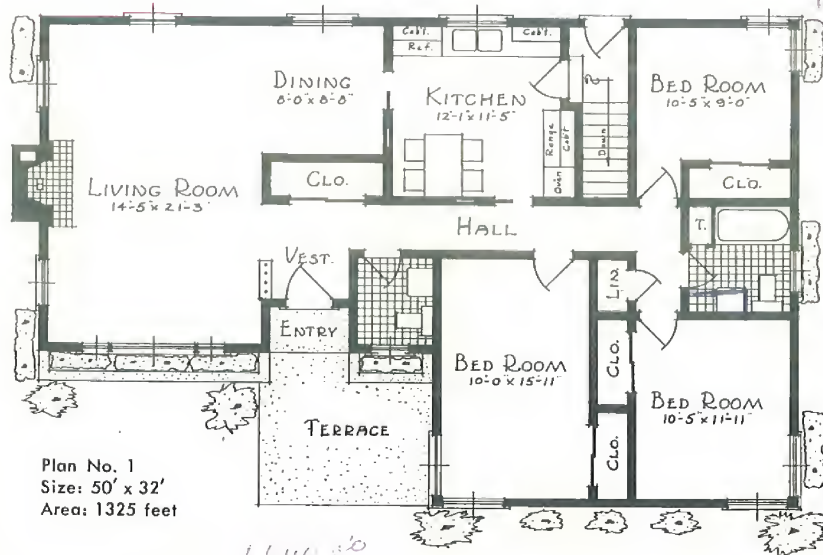 Cab't.
Ref.
Cab't.
DINING
8'-0" x 8'-8"
KITCHEN
12'-1" x 11'-5"
BED ROOM
10'-5" x 9'-0"
Down
Range
Cab't
Oven
LIVING ROOM
14'-5" x 21'-3"
CLO.
CLO.
HALL
T.
VEST.
LIN.
ENTRY
BED ROOM
10'-0" x 15'-11"
CLO.
BED ROOM
10'-5" x 11'-11"
TERRACE
CLO.
Plan No. 1
Size: 50' x 32'
Area: 1325 feet